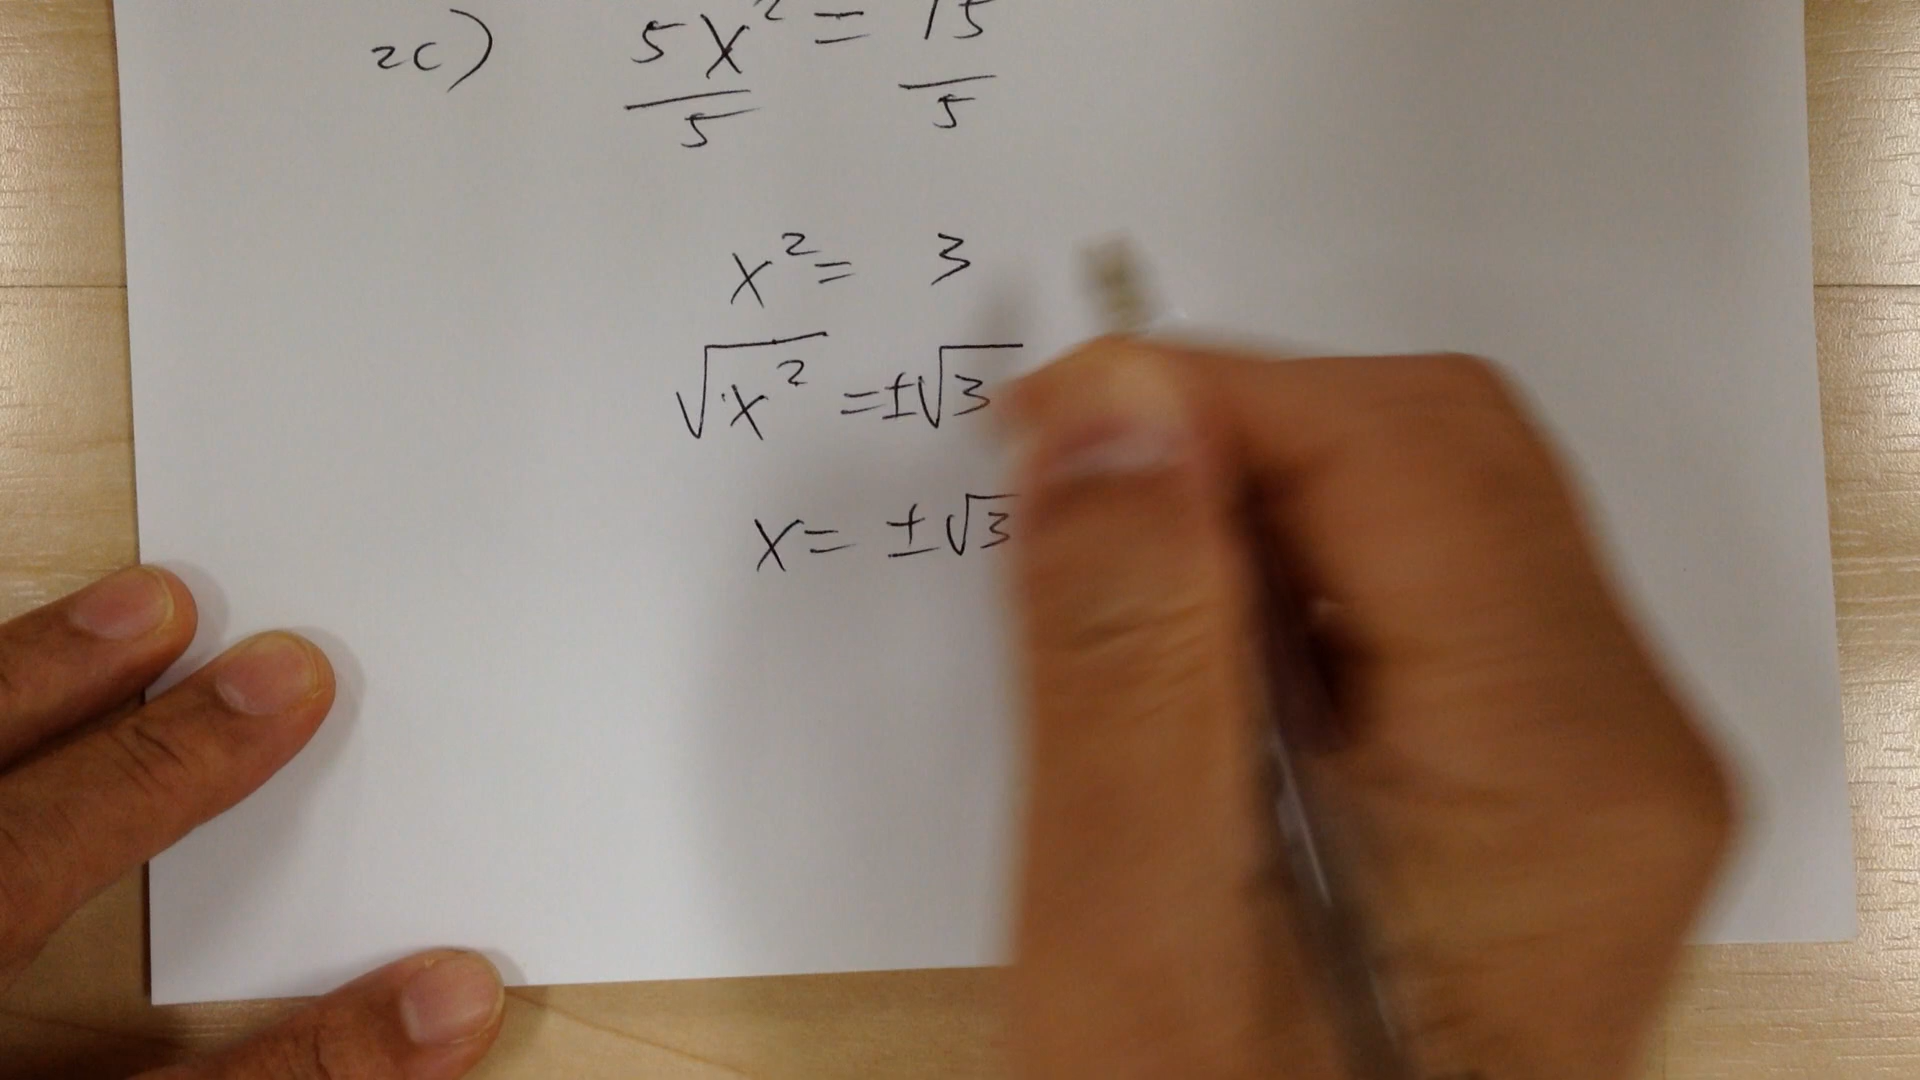 2c) 5x² = 15
5 5
x² = 3
√x² = ±√3
x = ±√3